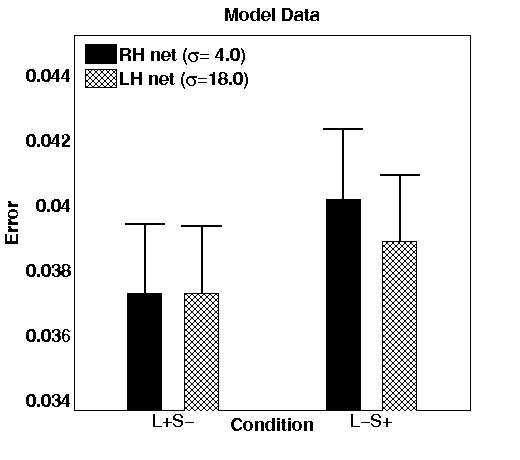 Model Data
RH net (σ= 4.0)
LH net (σ=18.0)
0.044
0.042
0.04
0.038
0.036
0.034
Error
L+S−
L−S+
Condition